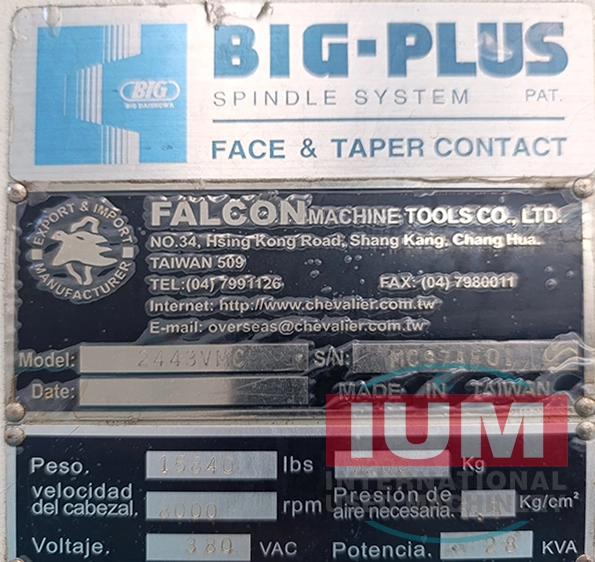 BIG-PLUS
BIG
BIG DAISHOWA
SPINDLE SYSTEM PAT.
FACE & TAPER CONTACT
EXPORT & IMPORT
MANUFACTURER
FALCON MACHINE TOOLS CO., LTD.
NO.34, Hsing Kong Road, Shang Kang. Chang Hua.
TAIWAN 509
TEL:(04) 7991126 FAX: (04) 7980011
Internet: http://www.chevalier.com.tw
E-mail: overseas@chevalier.com.tw
Model: 2443VMC S/N:
Date: MADE IN TAIWAN
IUM
INTERNATIONAL
Peso. 15840 lbs Kg
velocidad
del cabezal. 8000 rpm
Presión de
aire necesaria. Kg/cm²
Voltaje. 380 VAC Potencia. 28 KVA